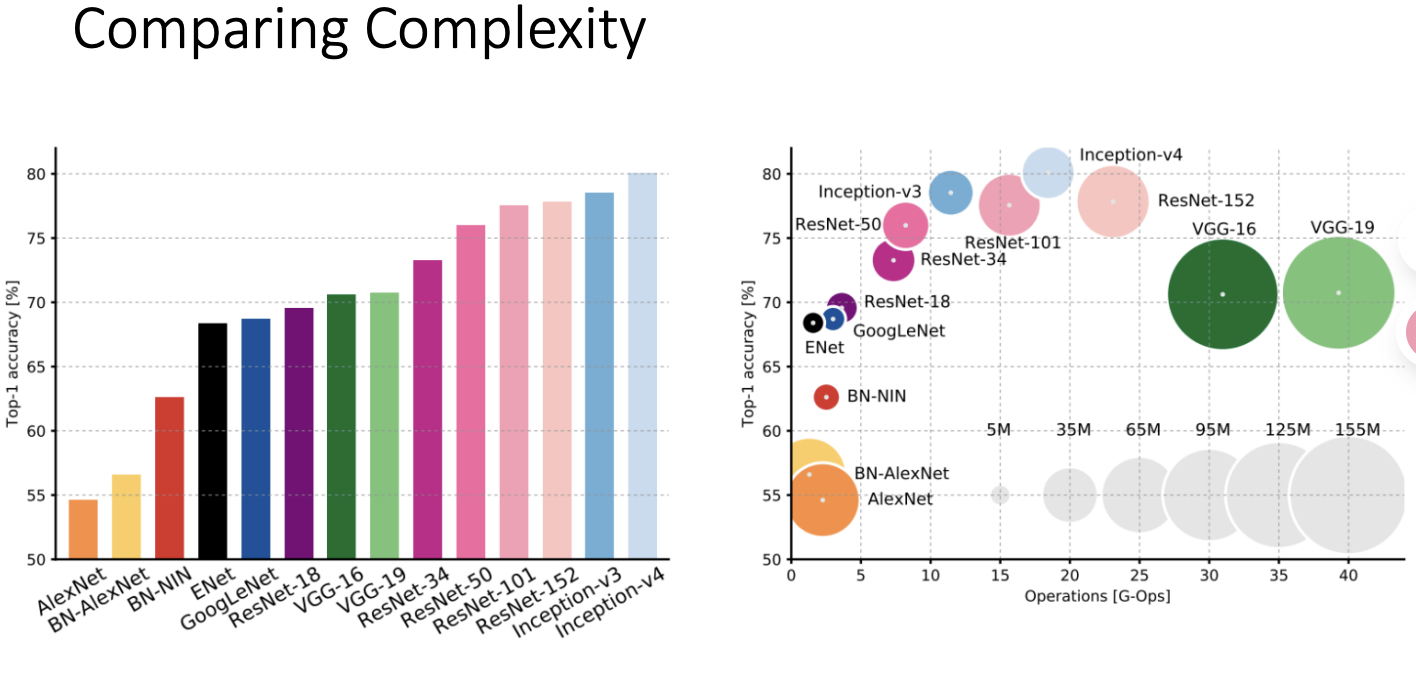 Comparing Complexity
Top-1 accuracy [%]
80
75
70
65
60
55
50
AlexNet
BN-AlexNet
BN-NIN
ENet
GoogLeNet
ResNet-18
VGG-16
VGG-19
ResNet-34
ResNet-50
ResNet-101
ResNet-152
Inception-v3
Inception-v4
Top-1 accuracy [%]
80
75
70
65
60
55
50
Inception-v4
Inception-v3
ResNet-152
ResNet-50
VGG-16
VGG-19
ResNet-101
ResNet-34
ResNet-18
GoogLeNet
ENet
BN-NIN
5M 35M 65M 95M 125M 155M
BN-AlexNet
AlexNet
0 5 10 15 20 25 30 35 40
Operations [G-Ops]